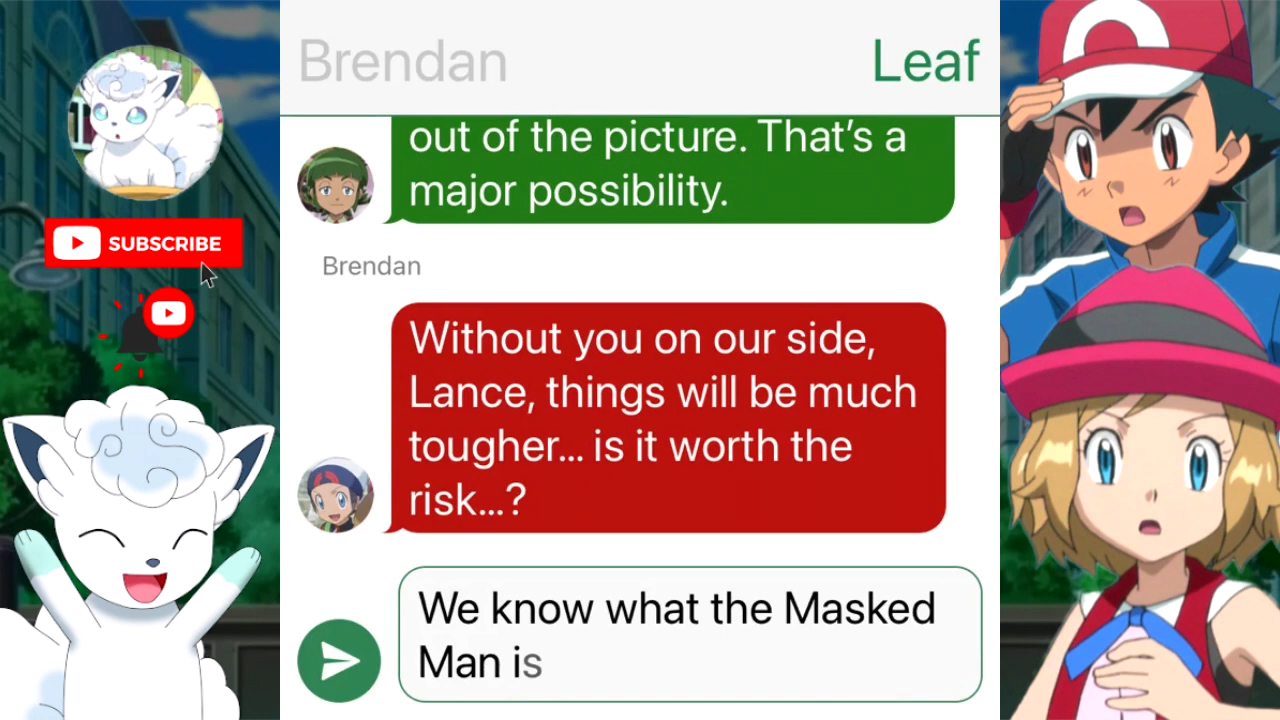 Brendan
Leaf
out of the picture. That's a
major possibility.
Brendan
SUBSCRIBE
Without you on our side,
Lance, things will be much
tougher... is it worth the
risk...?
We know what the Masked
Man is